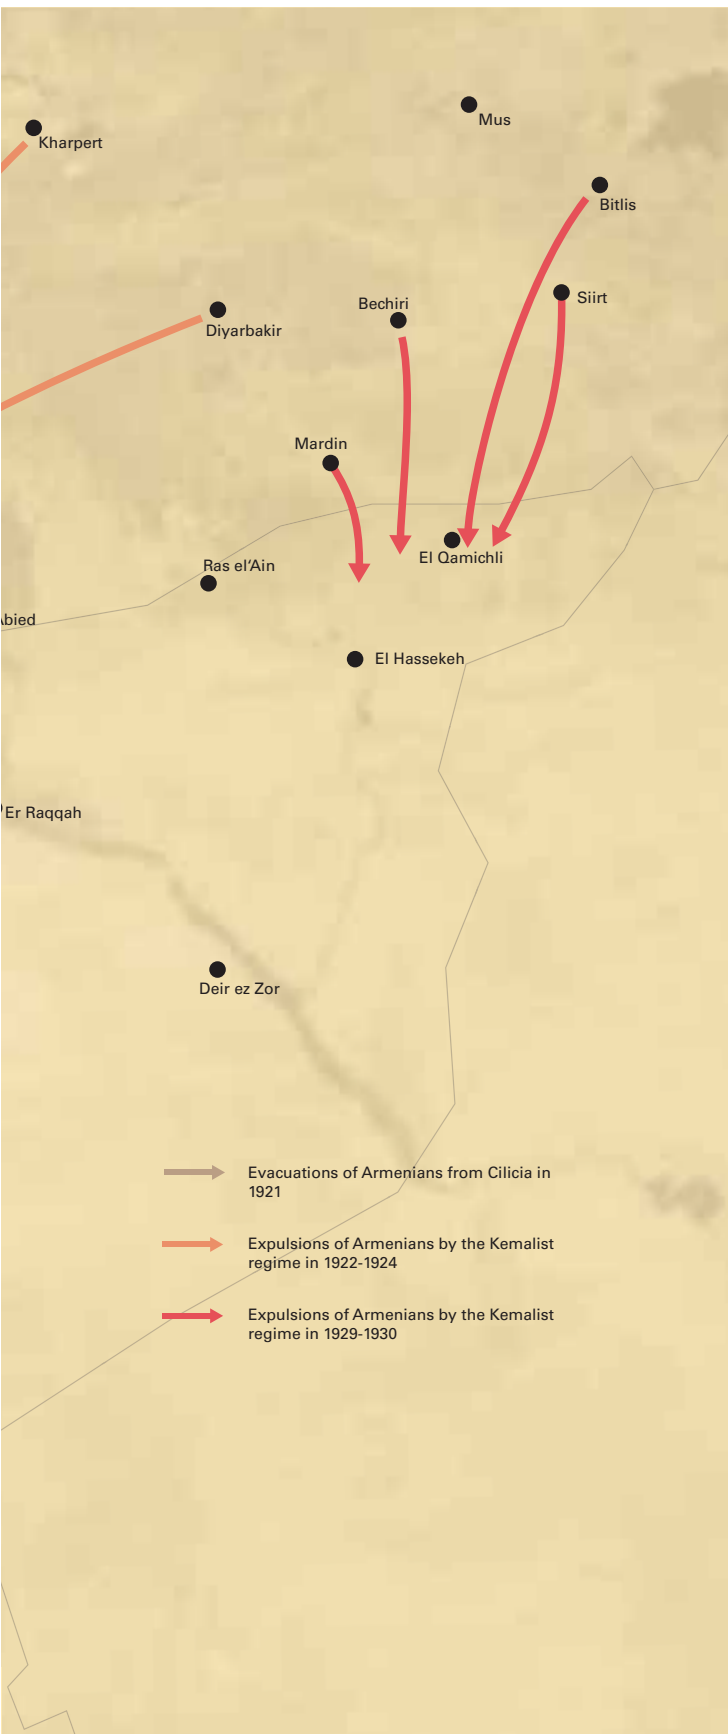 Mus
Kharpert
Bitlis
Siirt
Bechiri
Diyarbakir
Mardin
El Qamichli
Ras el‘Ain
Abied
El Hassekeh
Er Raqqah
Deir ez Zor
Evacuations of Armenians from Cilicia in
1921
Expulsions of Armenians by the Kemalist
regime in 1922-1924
Expulsions of Armenians by the Kemalist
regime in 1929-1930